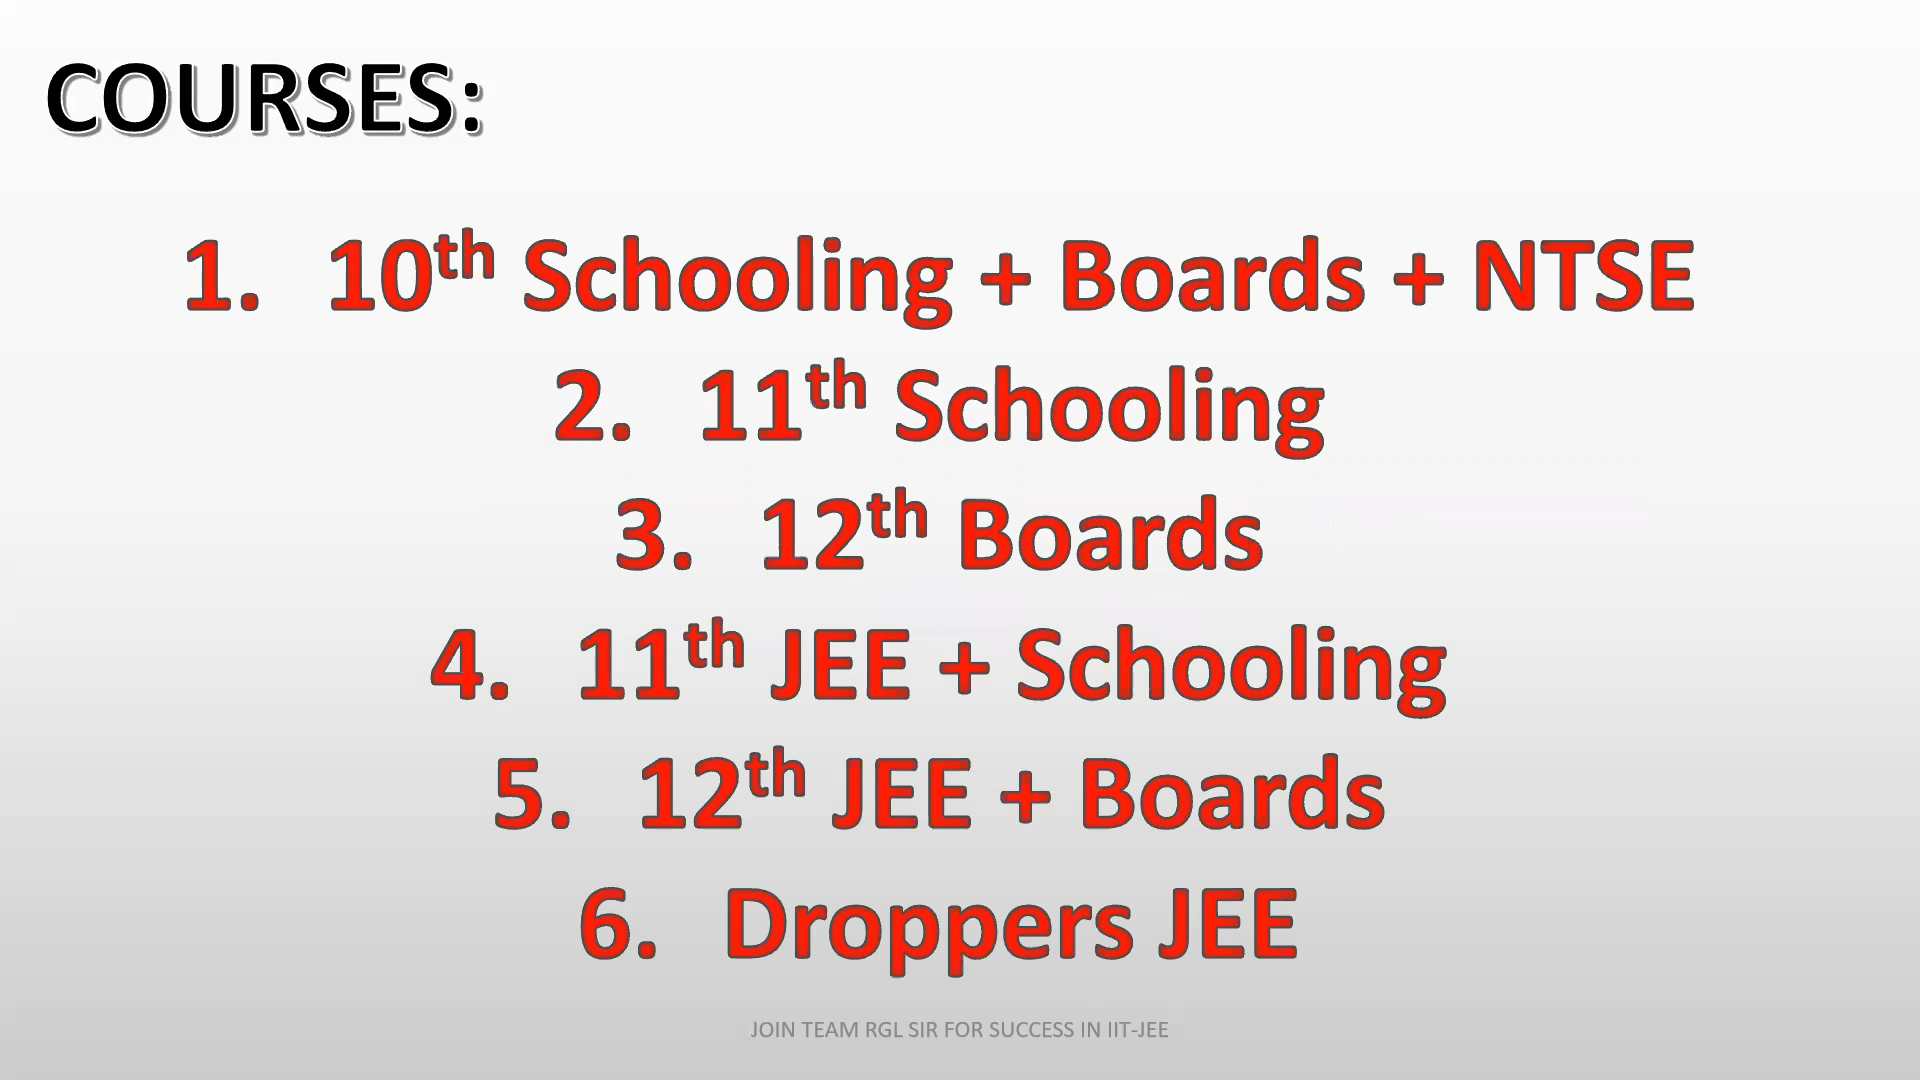 COURSES:
1. 10th Schooling + Boards + NTSE
2. 11th Schooling
3. 12th Boards
4. 11th JEE + Schooling
5. 12th JEE + Boards
6. Droppers JEE
JOIN TEAM RGL SIR FOR SUCCESS IN IIT-JEE